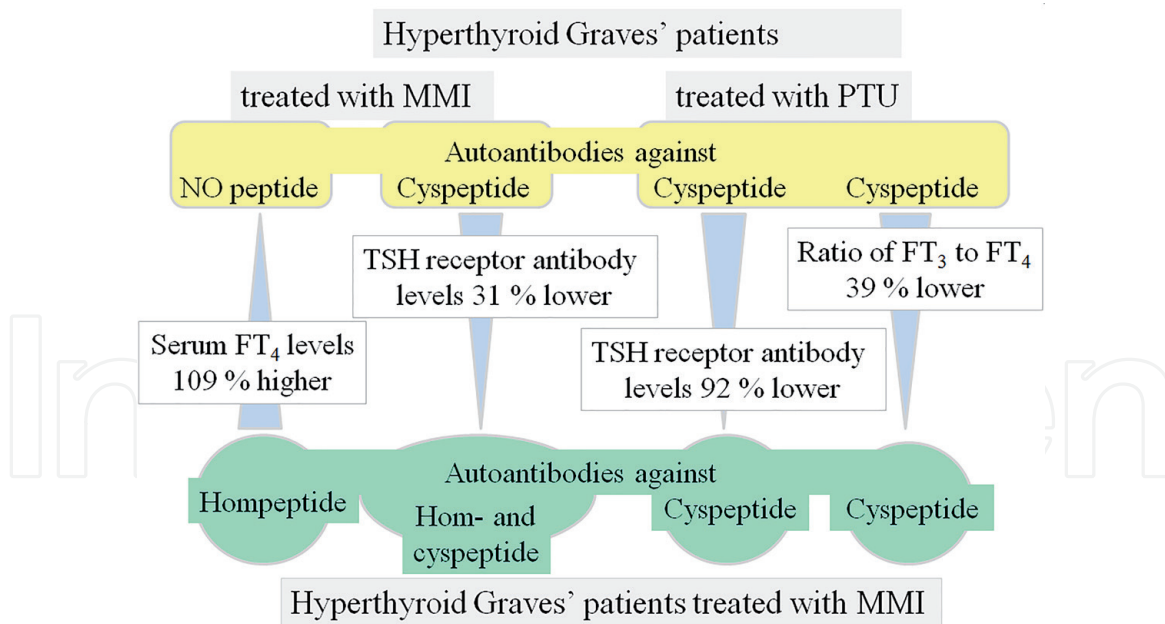 Hyperthyroid Graves' patients
treated with MMI
treated with PTU
Autoantibodies against
NO peptide
Cyspeptide
Cyspeptide
Cyspeptide
TSH receptor antibody
levels 31 % lower
Ratio of FT₃ to FT₄
39 % lower
Serum FT₄ levels
109 % higher
TSH receptor antibody
levels 92 % lower
Autoantibodies against
Hompeptide
Hom- and
cyspeptide
Cyspeptide
Cyspeptide
Hyperthyroid Graves' patients treated with MMI